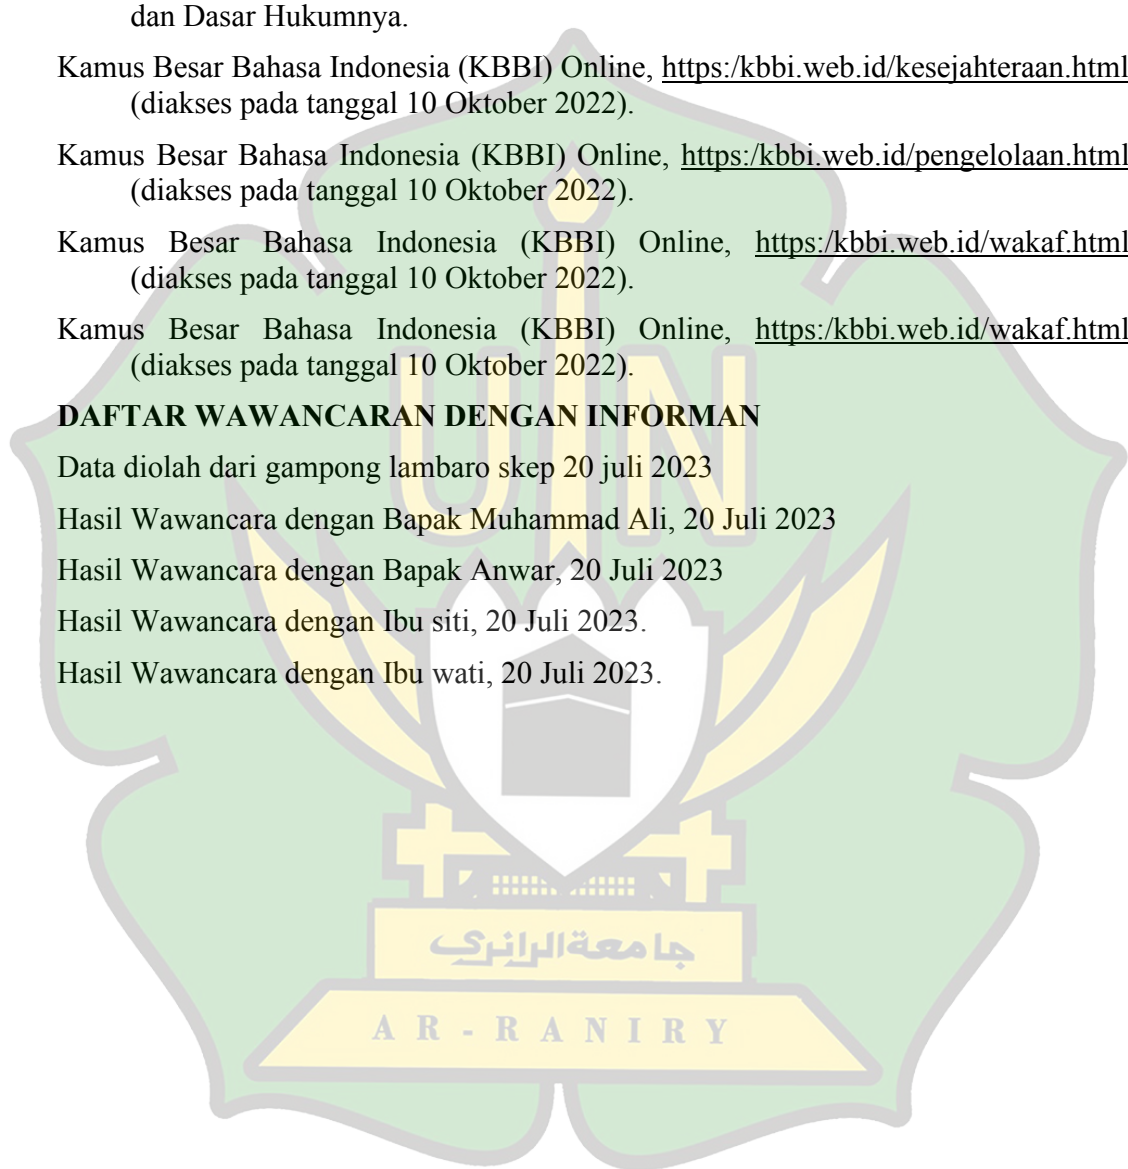 dan Dasar Hukumnya.
Kamus Besar Bahasa Indonesia (KBBI) Online, https:/kbbi.web.id/kesejahteraan.html
(diakses pada tanggal 10 Oktober 2022).
Kamus Besar Bahasa Indonesia (KBBI) Online, https:/kbbi.web.id/pengelolaan.html
(diakses pada tanggal 10 Oktober 2022).
Kamus Besar Bahasa Indonesia (KBBI) Online, https:/kbbi.web.id/wakaf.html
(diakses pada tanggal 10 Oktober 2022).
Kamus Besar Bahasa Indonesia (KBBI) Online, https:/kbbi.web.id/wakaf.html
(diakses pada tanggal 10 Oktober 2022).
DAFTAR WAWANCARAN DENGAN INFORMAN
Data diolah dari gampong lambaro skep 20 juli 2023
Hasil Wawancara dengan Bapak Muhammad Ali, 20 Juli 2023
Hasil Wawancara dengan Bapak Anwar, 20 Juli 2023
Hasil Wawancara dengan Ibu siti, 20 Juli 2023.
Hasil Wawancara dengan Ibu wati, 20 Juli 2023.
UIN
جامعةالرانري
AR-RANIRY